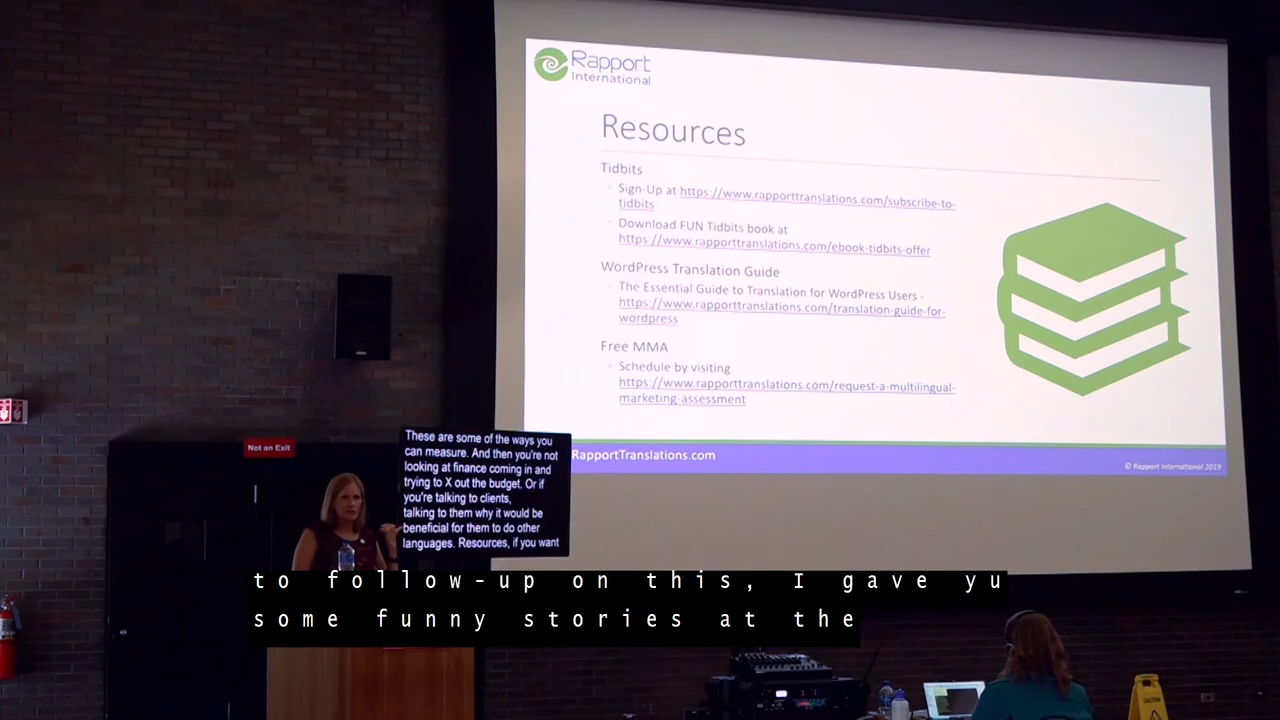 Rapport
International
Resources
Tidbits
Sign-Up at https://www.rapporttranslations.com/subscribe-to-
tidbits
Download FUN Tidbits book at
https://www.rapporttranslations.com/ebook-tidbits-offer
WordPress Translation Guide
The Essential Guide to Translation for WordPress Users -
https://www.rapporttranslations.com/translation-guide-for-
wordpress
Free MMA
Schedule by visiting
https://www.rapporttranslations.com/request-a-multilingual-
marketing-assessment
RapportTranslations.com
© Rapport International 2019
Not an Exit
These are some of the ways you
can measure. And then you're not
looking at finance coming in and
trying to X out the budget. Or if
you're talking to clients,
talking to them why it would be
beneficial for them to do other
languages. Resources, if you want
to follow-up on this, I gave yu
some funny stories at the
CAUTION